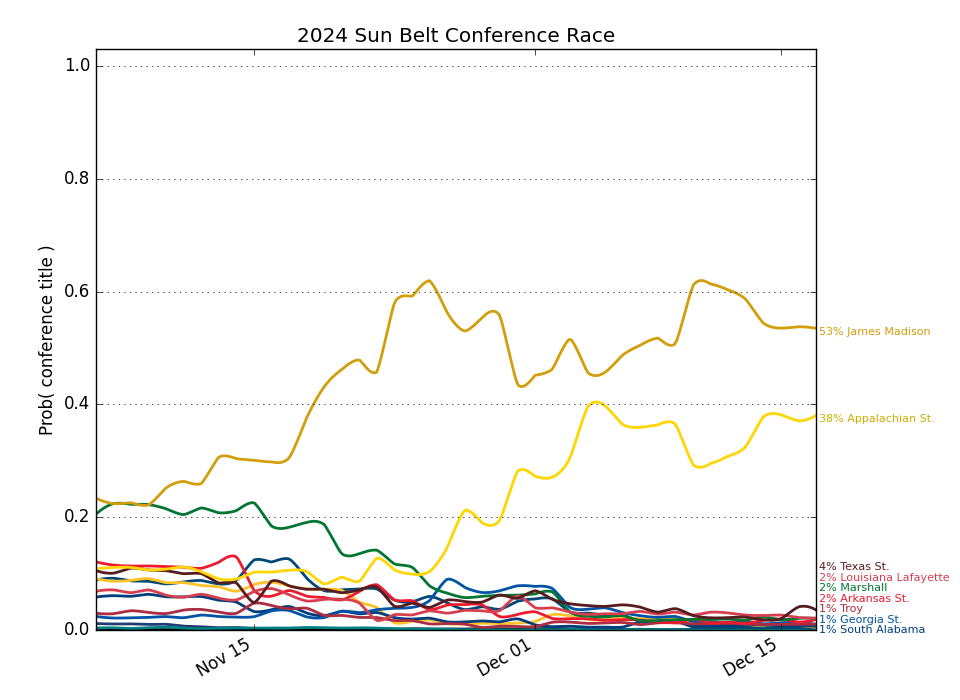 2024 Sun Belt Conference Race
Prob( conference title )
1.0
0.8
0.6
0.4
0.2
0.0
Nov 15
Dec 01
Dec 15
53% James Madison
38% Appalachian St.
4% Texas St.
2% Louisiana Lafayette
2% Marshall
2% Arkansas St.
1% Troy
1% Georgia St.
1% South Alabama